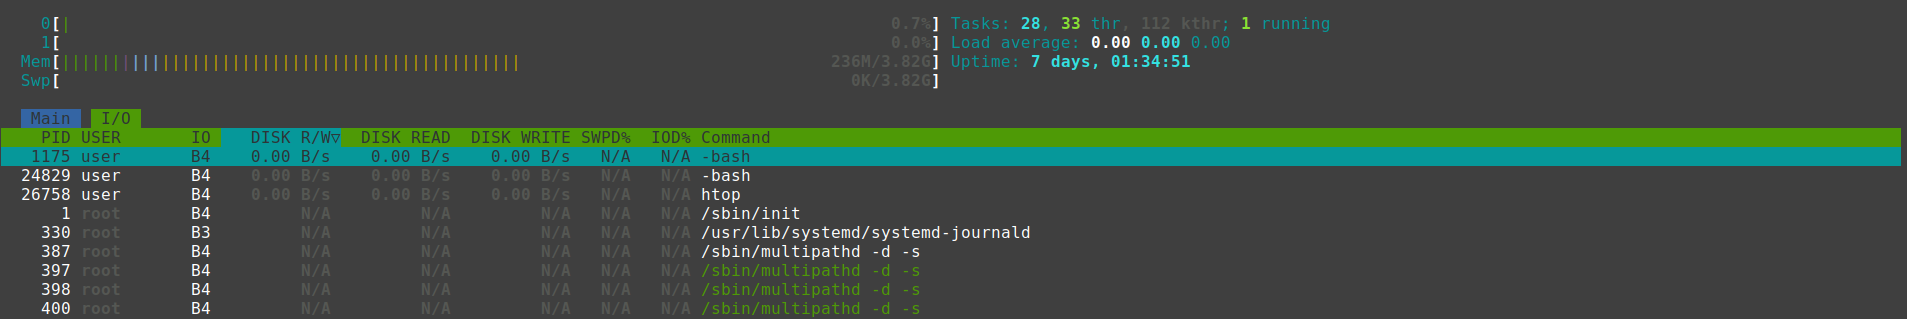 0[| 0.7%] Tasks: 28, 33 thr, 112 kthr; 1 running
1[ 0.0%] Load average: 0.00 0.00 0.00
Mem[|||||||||||||||||||||||||||||||||||||||||||||| 236M/3.82G] Uptime: 7 days, 01:34:51
Swp[ 0K/3.82G]
Main I/O
PID USER IO DISK R/W▽ DISK READ DISK WRITE SWPD% IOD% Command
1175 user B4 0.00 B/s 0.00 B/s 0.00 B/s N/A N/A -bash
24829 user B4 0.00 B/s 0.00 B/s 0.00 B/s N/A N/A -bash
26758 user B4 0.00 B/s 0.00 B/s 0.00 B/s N/A N/A htop
1 root B4 N/A N/A N/A N/A N/A /sbin/init
330 root B3 N/A N/A N/A N/A N/A /usr/lib/systemd/systemd-journald
387 root B4 N/A N/A N/A N/A N/A /sbin/multipathd -d -s
397 root B4 N/A N/A N/A N/A N/A /sbin/multipathd -d -s
398 root B4 N/A N/A N/A N/A N/A /sbin/multipathd -d -s
400 root B4 N/A N/A N/A N/A N/A /sbin/multipathd -d -s